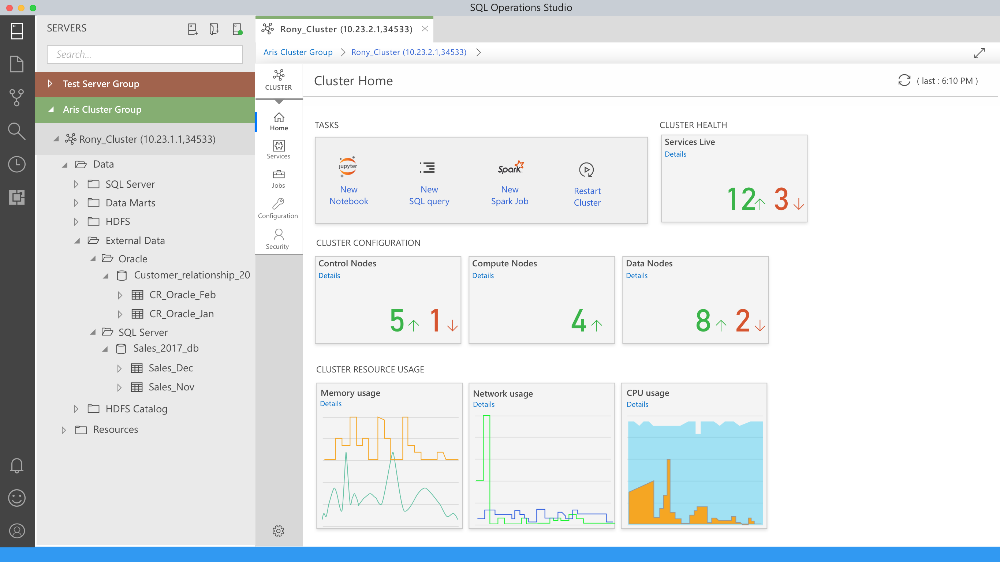 SQL Operations Studio
SERVERS
Search...
Test Server Group
Aris Cluster Group
Rony_Cluster (10.23.1.1,34533)
Data
SQL Server
Data Marts
HDFS
External Data
Oracle
Customer_relationship_20
CR_Oracle_Feb
CR_Oracle_Jan
SQL Server
Sales_2017_db
Sales_Dec
Sales_Nov
HDFS Catalog
Resources
Rony_Cluster (10.23.2.1,34533)
Aris Cluster Group
Rony_Cluster (10.23.2.1,34533)
CLUSTER
Home
Services
Jobs
Configuration
Security
Cluster Home
( last : 6:10 PM )
TASKS
jupyter
New
Notebook
New
SQL query
Spark
New
Spark Job
Restart
Cluster
CLUSTER HEALTH
Services Live
Details
12 3
CLUSTER CONFIGURATION
Control Nodes
Details
5 1
Compute Nodes
Details
4
Data Nodes
Details
8 2
CLUSTER RESOURCE USAGE
Memory usage
Details
Network usage
Details
CPU usage
Details